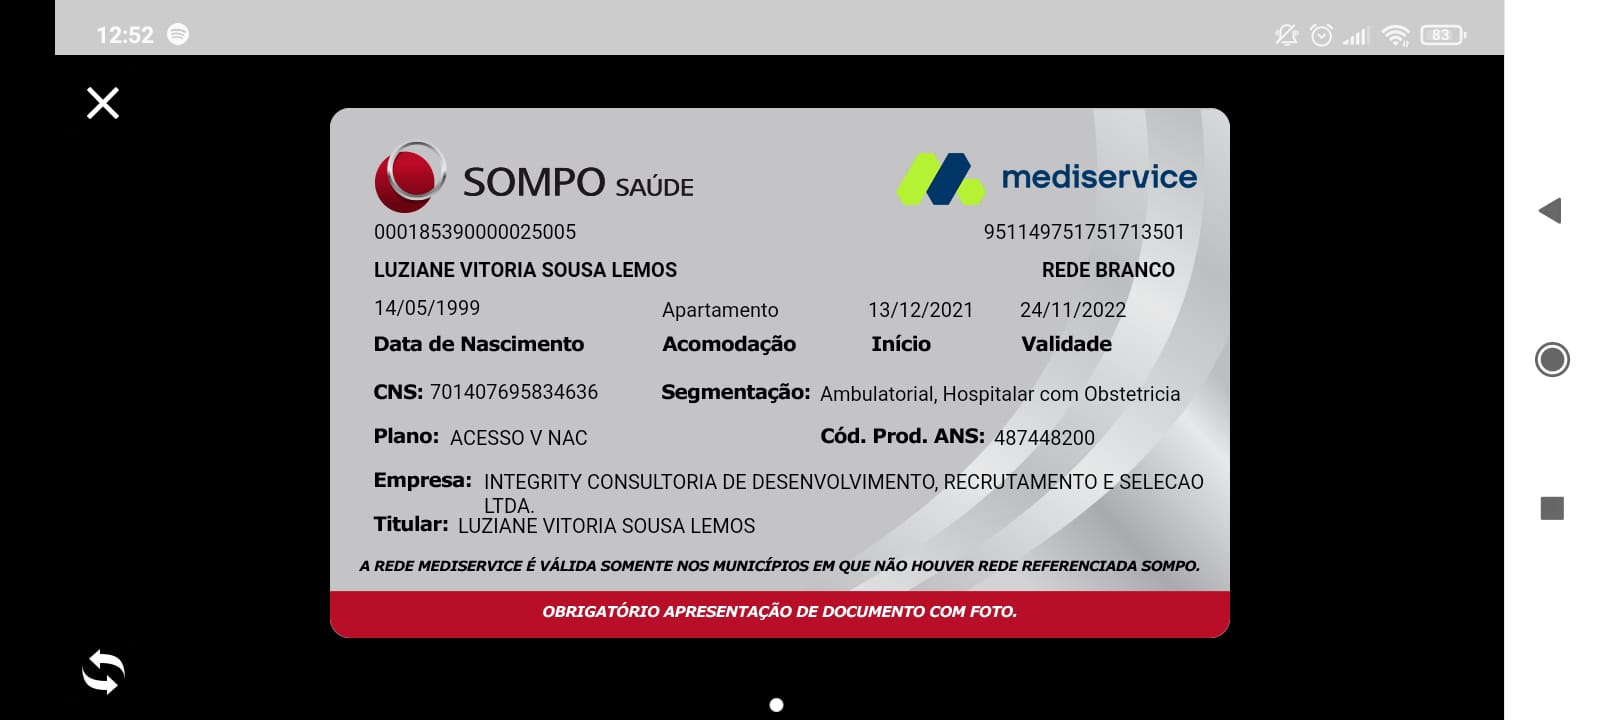 12:52
83
SOMPO SAÚDE
mediservice
000185390000025005
951149751751713501
LUZIANE VITORIA SOUSA LEMOS
REDE BRANCO
14/05/1999
Apartamento
13/12/2021
24/11/2022
Data de Nascimento
Acomodação
Início
Validade
CNS: 701407695834636
Segmentação: Ambulatorial, Hospitalar com Obstetricia
Plano: ACESSO V NAC
Cód. Prod. ANS: 487448200
Empresa: INTEGRITY CONSULTORIA DE DESENVOLVIMENTO, RECRUTAMENTO E SELECAO
LTDA.
Titular: LUZIANE VITORIA SOUSA LEMOS
A REDE MEDISERVICE É VÁLIDA SOMENTE NOS MUNICÍPIOS EM QUE NÃO HOUVER REDE REFERENCIADA SOMPO.
OBRIGATÓRIO APRESENTAÇÃO DE DOCUMENTO COM FOTO.